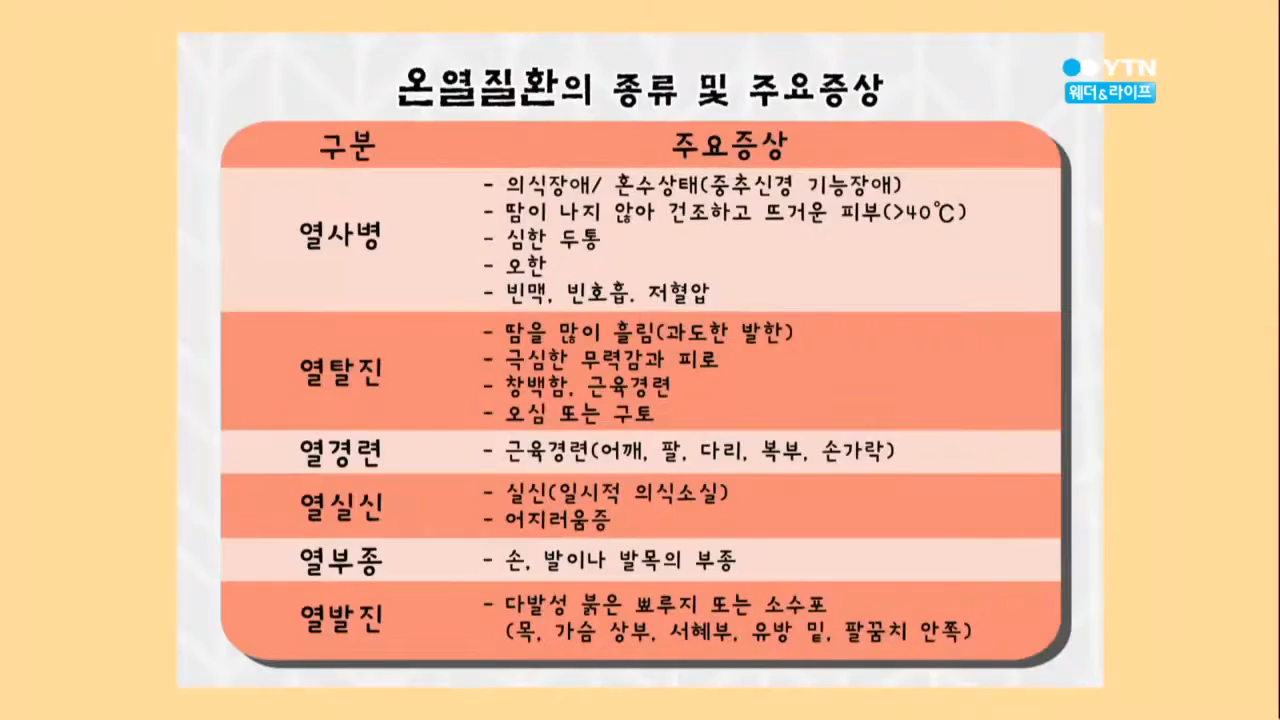 온열질환의 종류 및 주요증상
YTN
웨더&라이프
구분 주요증상
열사병
- 의식장애/ 혼수상태(중추신경 기능장애)
- 땀이 나지 않아 건조하고 뜨거운 피부(>40℃)
- 심한 두통
- 오한
- 빈맥, 빈호흡. 저혈압
열탈진
- 땀을 많이 흘림(과도한 발한)
- 극심한 무력감과 피로
- 창백함, 근육경련
- 오심 또는 구토
열경련
- 근육경련(어깨, 팔, 다리, 복부, 손가락)
열실신
- 실신(일시적 의식소실)
- 어지러움증
열부종
- 손, 발이나 발목의 부종
열발진
- 다발성 붉은 뾰루지 또는 소수포
(목, 가슴 상부, 서혜부, 유방 밑, 팔꿈치 안쪽)